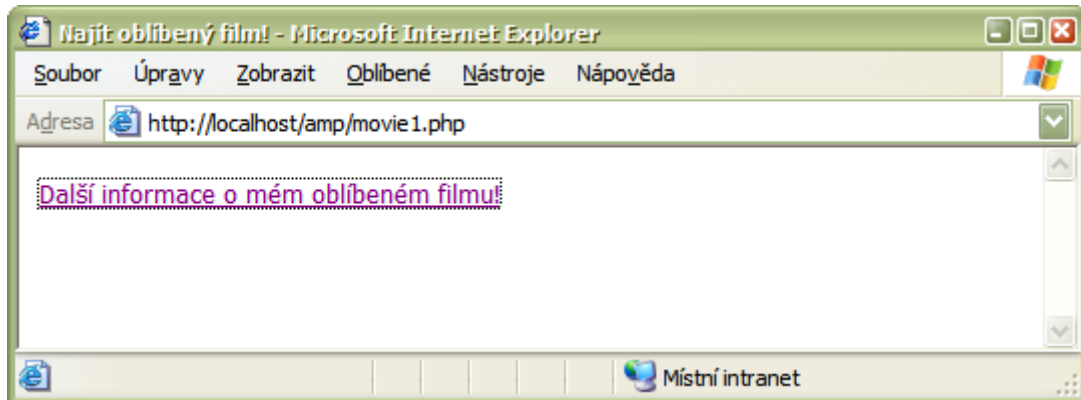 Najít oblíbený film! - Microsoft Internet Explorer
Soubor Úpravy Zobrazit Oblíbené Nástroje Nápověda
Adresa http://localhost/amp/movie1.php
Další informace o mém oblíbeném filmu!
Místní intranet